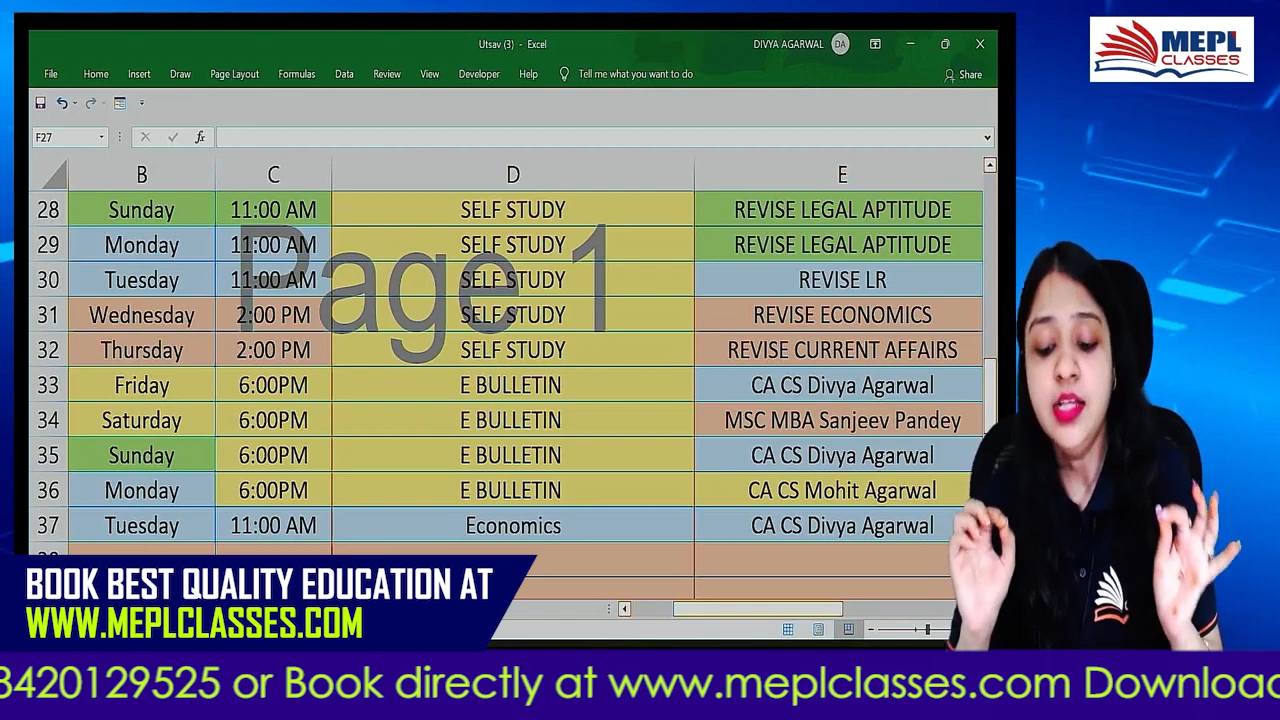 Utsav (3) - Excel
DIVYA AGARWAL DA
MEPL
CLASSES
File Home Insert Draw Page Layout Formulas Data Review View Developer Help Tell me what you want to do Share
F27 fx
B C D E
28 Sunday 11:00 AM SELF STUDY REVISE LEGAL APTITUDE
29 Monday 11:00 AM SELF STUDY REVISE LEGAL APTITUDE
30 Tuesday 11:00 AM SELF STUDY REVISE LR
Page 1
31 Wednesday 2:00 PM SELF STUDY REVISE ECONOMICS
32 Thursday 2:00 PM SELF STUDY REVISE CURRENT AFFAIRS
33 Friday 6:00PM E BULLETIN CA CS Divya Agarwal
34 Saturday 6:00PM E BULLETIN MSC MBA Sanjeev Pandey
35 Sunday 6:00PM E BULLETIN CA CS Divya Agarwal
36 Monday 6:00PM E BULLETIN CA CS Mohit Agarwal
37 Tuesday 11:00 AM Economics CA CS Divya Agarwal
BOOK BEST QUALITY EDUCATION AT
WWW.MEPLCLASSES.COM
8420129525 or Book directly at www.meplclasses.com Download